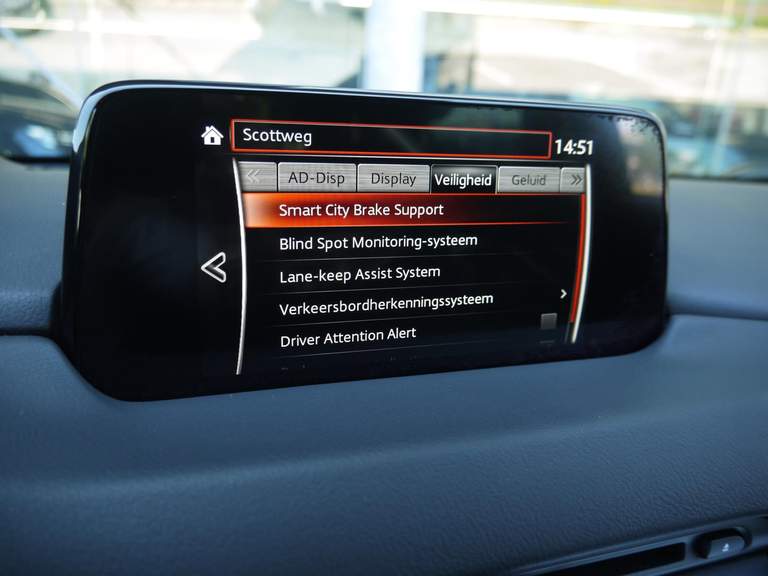 Scottweg
14:51
AD-Disp Display Veiligheid Geluid
Smart City Brake Support
Blind Spot Monitoring-systeem
Lane-keep Assist System
Verkeersbordherkenningssysteem
Driver Attention Alert